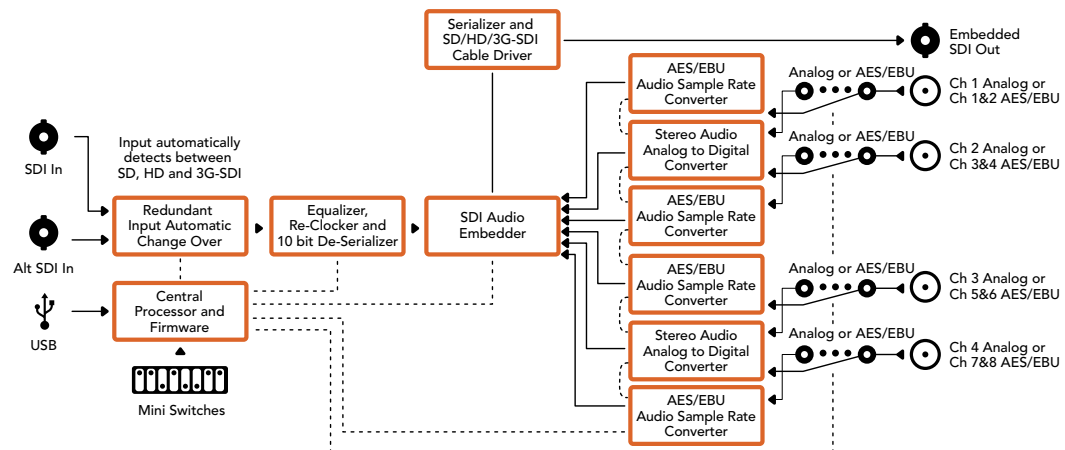 Serializer and
SD/HD/3G-SDI
Cable Driver
Embedded
SDI Out
AES/EBU
Audio Sample Rate
Converter
Analog or AES/EBU
Ch 1 Analog or
Ch 1&2 AES/EBU
SDI In
Input automatically
detects between
SD, HD and 3G-SDI
Stereo Audio
Analog to Digital
Converter
Analog or AES/EBU
Ch 2 Analog or
Ch 3&4 AES/EBU
Redundant
Input Automatic
Change Over
Equalizer,
Re-Clocker and
10 bit De-Serializer
SDI Audio
Embedder
AES/EBU
Audio Sample Rate
Converter
Alt SDI In
AES/EBU
Audio Sample Rate
Converter
Analog or AES/EBU
Ch 3 Analog or
Ch 5&6 AES/EBU
USB
Central
Processor and
Firmware
Stereo Audio
Analog to Digital
Converter
Analog or AES/EBU
Ch 4 Analog or
Ch 7&8 AES/EBU
Mini Switches
AES/EBU
Audio Sample Rate
Converter